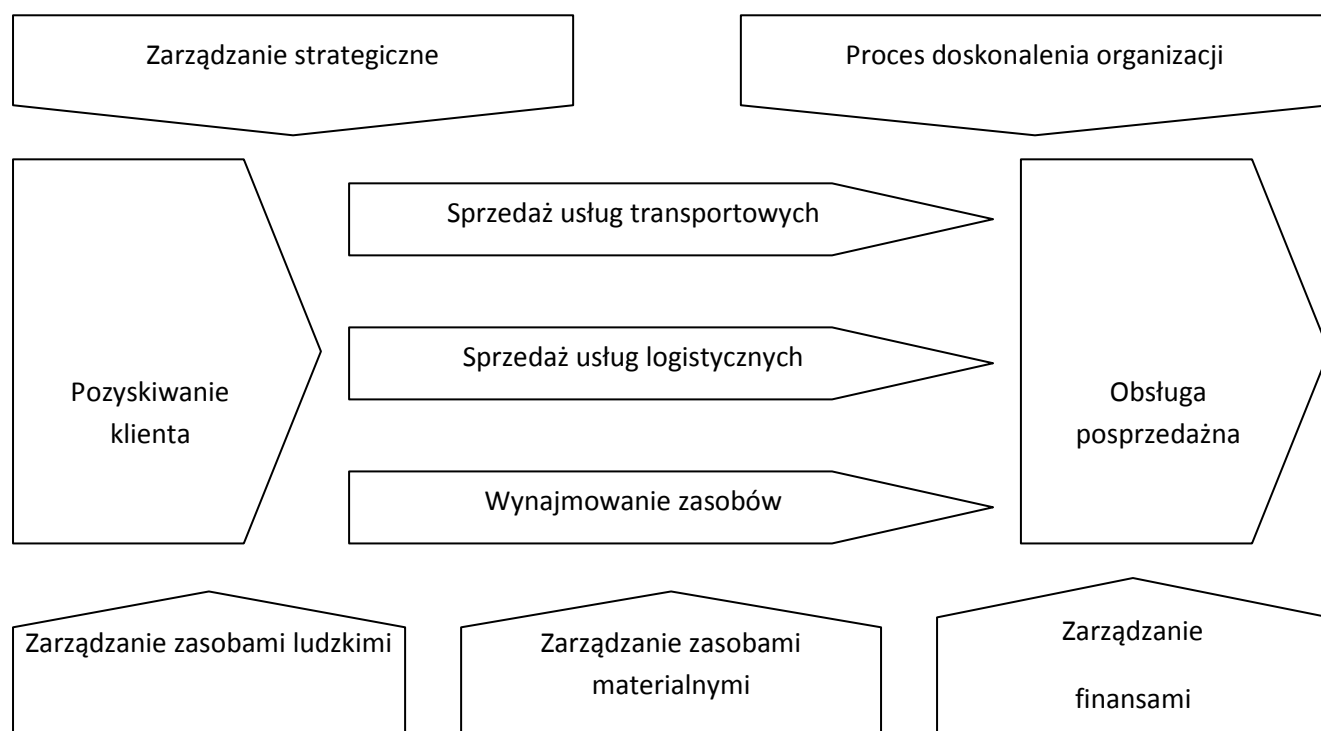 Zarządzanie strategiczne
Proces doskonalenia organizacji
Sprzedaż usług transportowych
Sprzedaż usług logistycznych
Pozyskiwanie
klienta
Obsługa
posprzedażna
Wynajmowanie zasobów
Zarządzanie zasobami ludzkimi
Zarządzanie zasobami
materialnymi
Zarządzanie
finansami